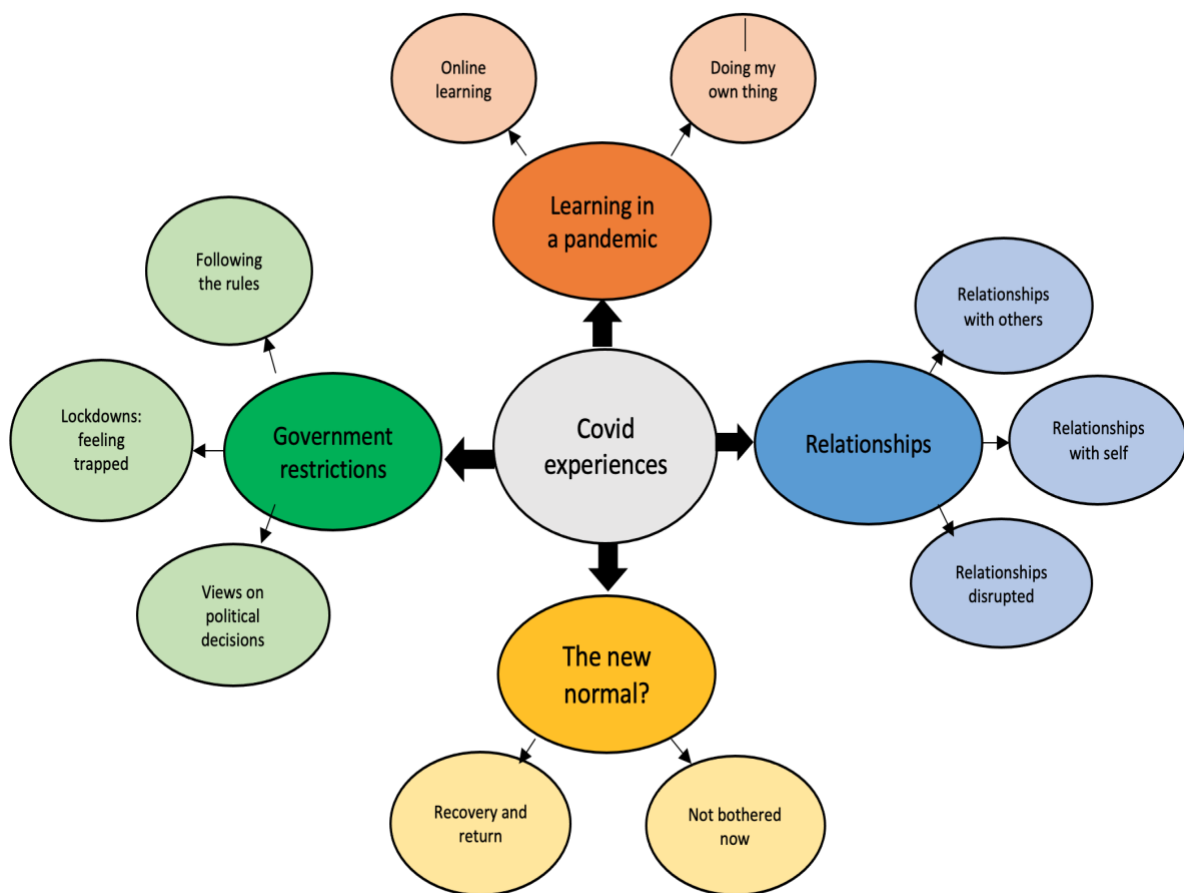 Online
learning
Doing my
own thing
Learning in
a pandemic
Following
the rules
Lockdowns:
feeling
trapped
Views on
political
decisions
Government
restrictions
Covid
experiences
Relationships
Relationships
with others
Relationships
with self
Relationships
disrupted
The new
normal?
Recovery and
return
Not bothered
now